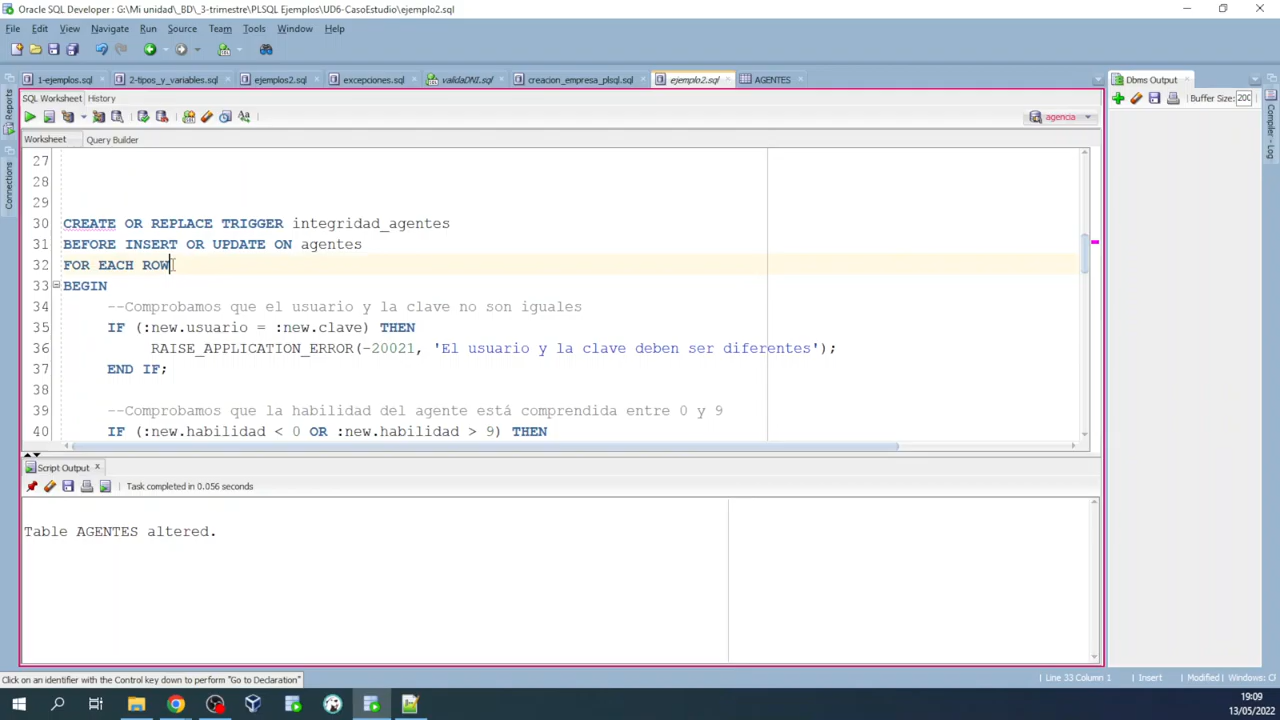 Oracle SQL Developer : G:\Mi unidad\_BD\_3-trimestre\PLSQL Ejemplos\UD6-CasoEstudio\ejemplo2.sql
File Edit View Navigate Run Source Team Tools Window Help
1-ejemplos.sql 2-tipos_y_variables.sql ejemplos2.sql excepciones.sql validaDNI.sql creacion_empresa_plsql.sql ejemplo2.sql AGENTES Dbms Output
SQL Worksheet History
Buffer Size: 200
agencia
Worksheet Query Builder
Reports
Connections
Compiler - Log
27
28
29
30 CREATE OR REPLACE TRIGGER integridad_agentes
31 BEFORE INSERT OR UPDATE ON agentes
32 FOR EACH ROW
33 BEGIN
34 --Comprobamos que el usuario y la clave no son iguales
35 IF (:new.usuario = :new.clave) THEN
36 RAISE_APPLICATION_ERROR(-20021, 'El usuario y la clave deben ser diferentes');
37 END IF;
38
39 --Comprobamos que la habilidad del agente está comprendida entre 0 y 9
40 IF (:new.habilidad < 0 OR :new.habilidad > 9) THEN
Script Output
Task completed in 0.056 seconds
Table AGENTES altered.
Click on an identifier with the Control key down to perform "Go to Declaration"
Line 33 Column 1 Insert Modified Windows: Cf
19:09
13/05/2022